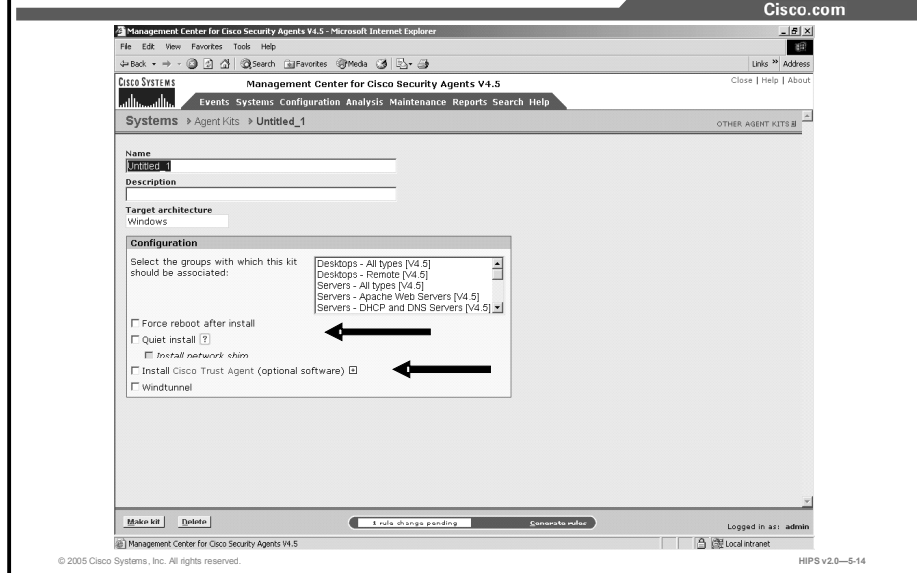 Cisco.com
Management Center for Cisco Security Agents V4.5 - Microsoft Internet Explorer
File Edit View Favorites Tools Help
Back Search Favorites Media Links » Address
CISCO SYSTEMS
Management Center for Cisco Security Agents V4.5
Close | Help | About
Events Systems Configuration Analysis Maintenance Reports Search Help
Systems Agent Kits Untitled_1
OTHER AGENT KITS
Name
Untitled_1
Description
Target architecture
Windows
Configuration
Select the groups with which this kit
should be associated:
Desktops - All types [V4.5]
Desktops - Remote [V4.5]
Servers - All types [V4.5]
Servers - Apache Web Servers [V4.5]
Servers - DHCP and DNS Servers [V4.5]
Force reboot after install
Quiet install ?
Install network shim
Install Cisco Trust Agent (optional software) +
Windtunnel
Make kit Delete
1 rule change pending
Generate rules
Logged in as: admin
Management Center for Cisco Security Agents V4.5
Local intranet
© 2005 Cisco Systems, Inc. All rights reserved.
HIPS v2.0—5-14